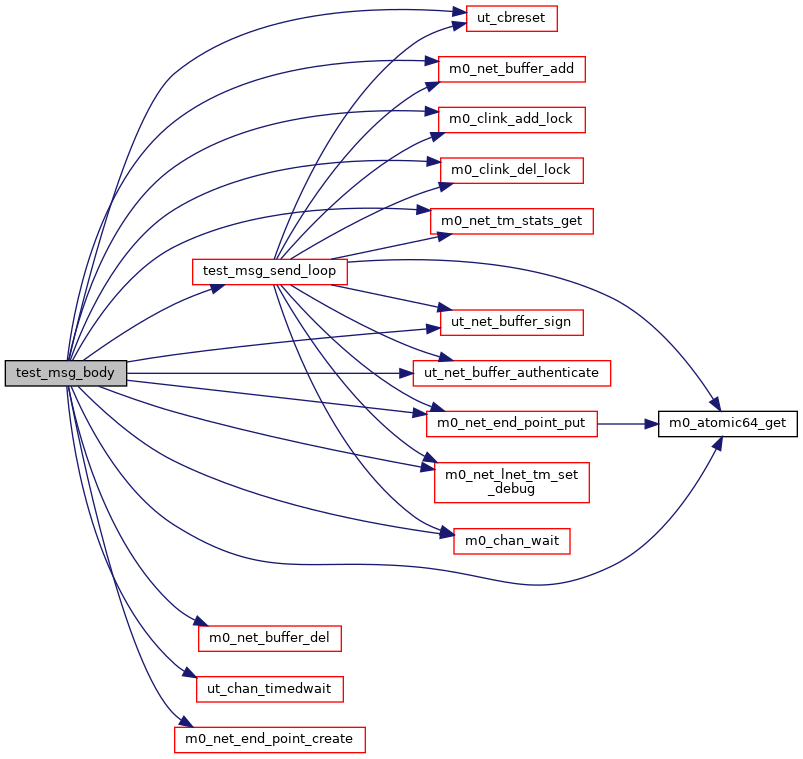 ut_cbreset
m0_net_buffer_add
m0_clink_add_lock
m0_clink_del_lock
m0_net_tm_stats_get
test_msg_send_loop
ut_net_buffer_sign
test_msg_body
ut_net_buffer_authenticate
m0_net_end_point_put
m0_atomic64_get
m0_net_lnet_tm_set
_debug
m0_chan_wait
m0_net_buffer_del
ut_chan_timedwait
m0_net_end_point_create